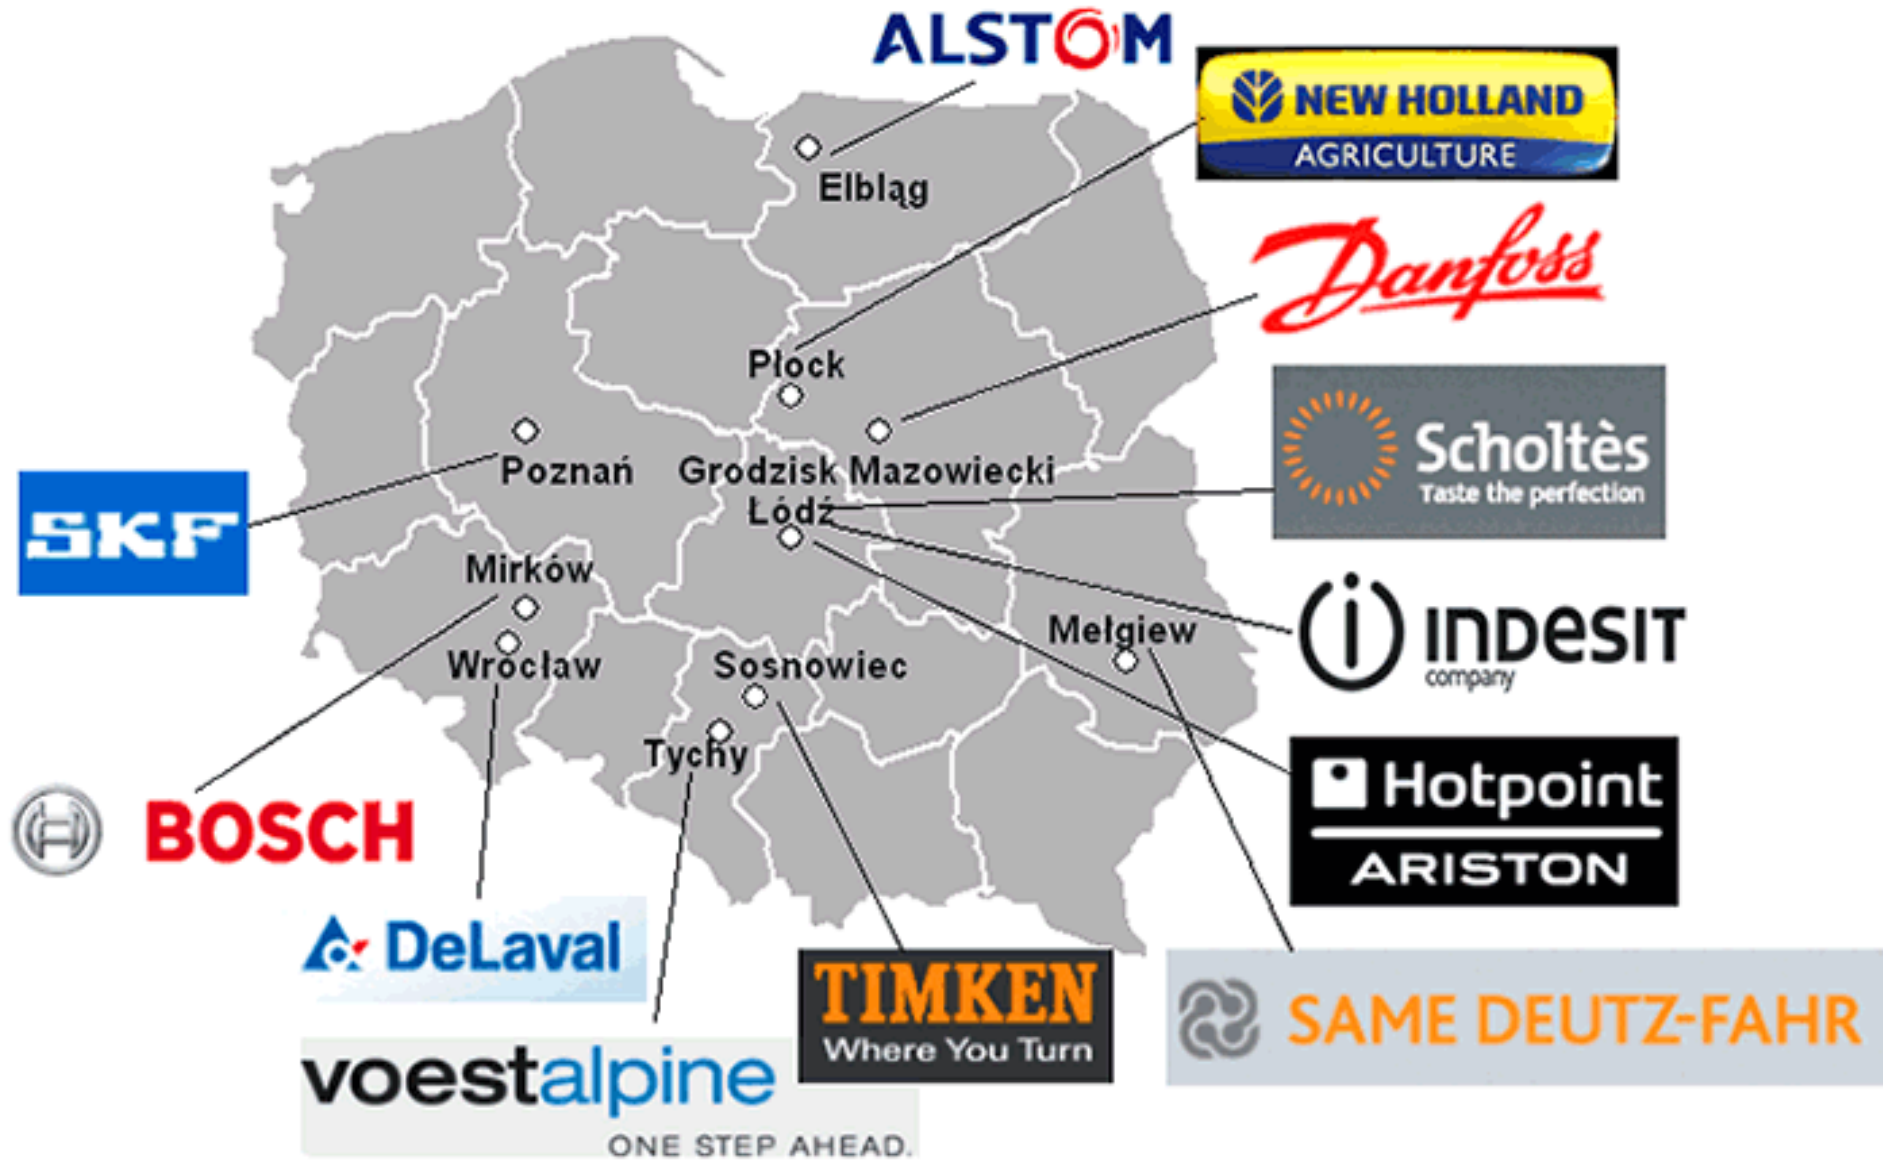 ALSTOM
NEW HOLLAND
AGRICULTURE
Elbląg
Danfoss
Płock
Scholtès
Taste the perfection
Poznań
Grodzisk Mazowiecki
Łódź
SKF
Mirków
INDESIT
company
Mełgiew
Wrocław
Sosnowiec
Tychy
Hotpoint
ARISTON
BOSCH
DeLaval
TIMKEN
Where You Turn
SAME DEUTZ-FAHR
voestalpine
ONE STEP AHEAD.